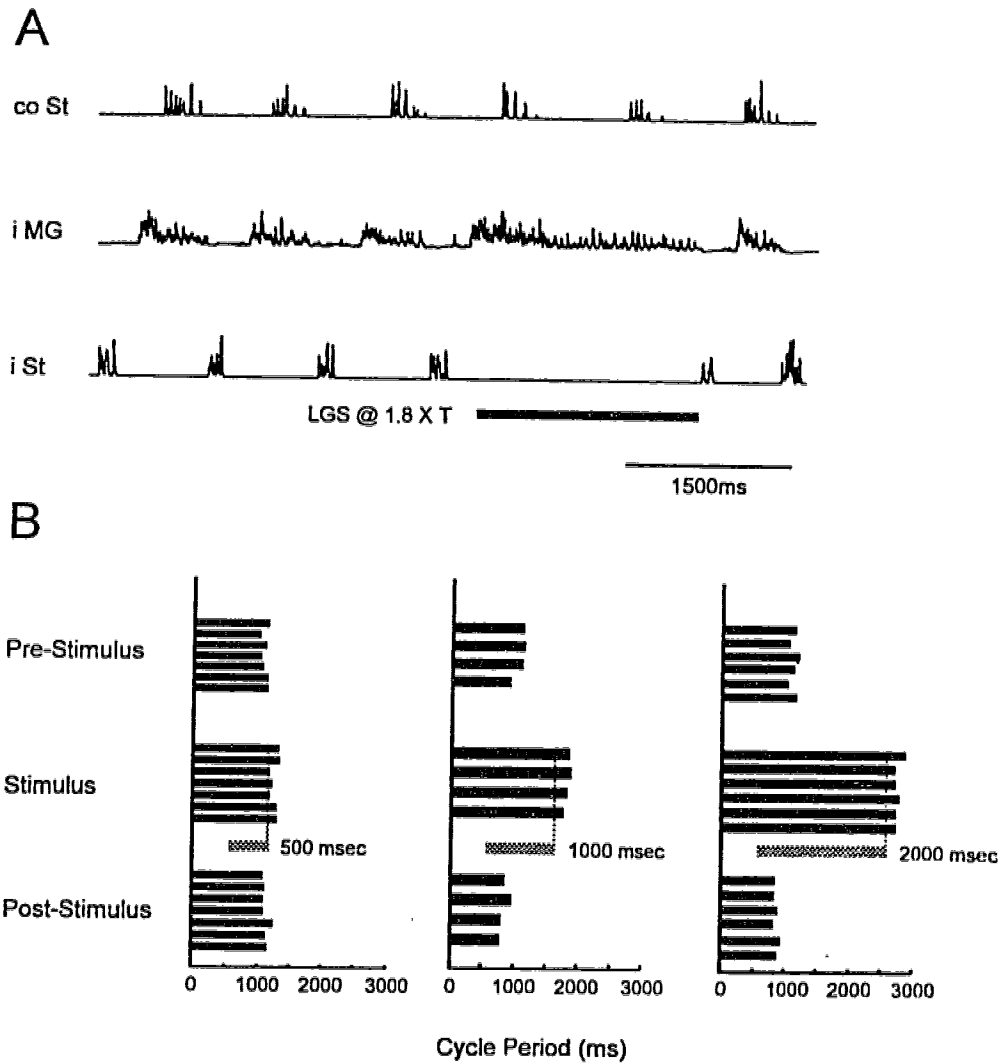 A
co St
i MG
i St
LGS @ 1.8 X T
1500ms
B
Pre-Stimulus
Stimulus
500 msec
1000 msec
2000 msec
Post-Stimulus
0 1000 2000 3000
0 1000 2000 3000
0 1000 2000 3000
Cycle Period (ms)